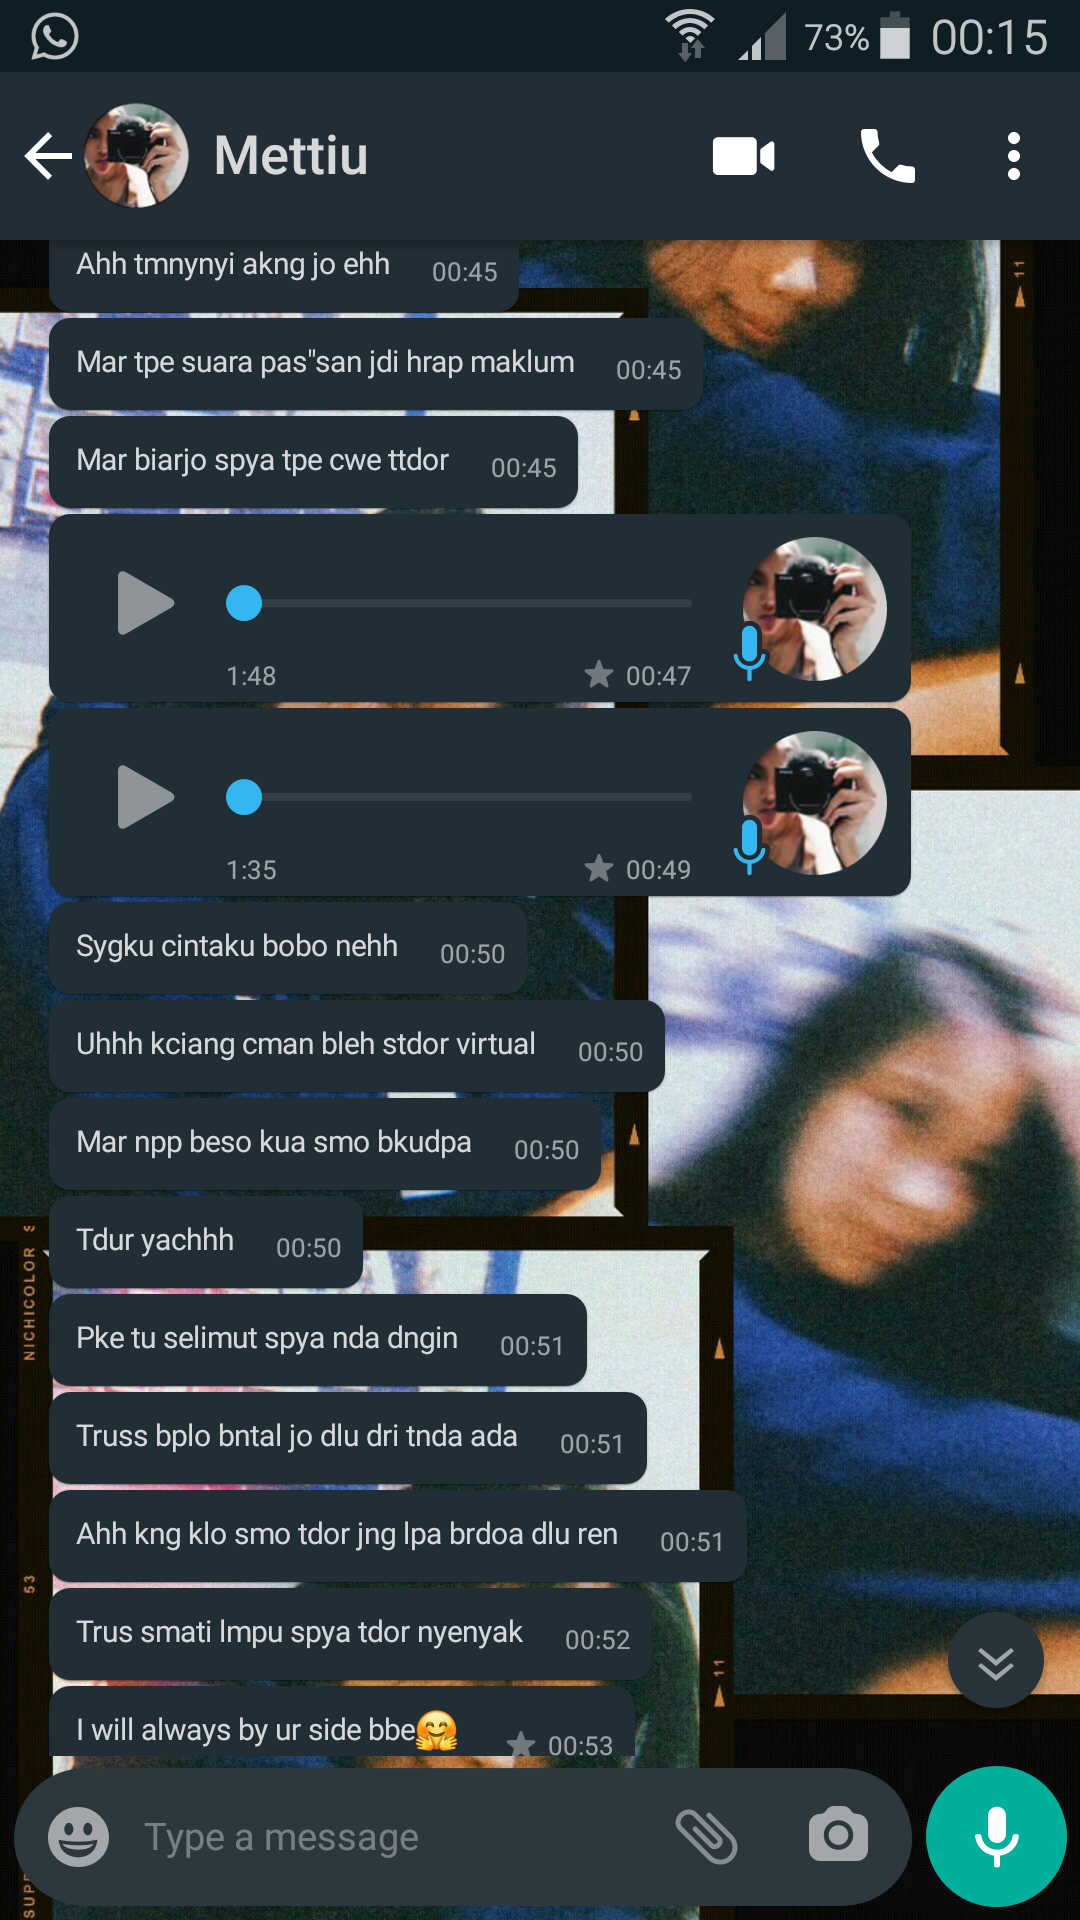 73% 00:15
Mettiu
Ahh tmnynyi akng jo ehh 00:45
Mar tpe suara pas"san jdi hrap maklum 00:45
Mar biarjo spya tpe cwe ttdor 00:45
1:48 00:47
1:35 00:49
Sygku cintaku bobo nehh 00:50
Uhhh kciang cman bleh stdor virtual 00:50
Mar npp beso kua smo bkudpa 00:50
Tdur yachhh 00:50
Pke tu selimut spya nda dngin 00:51
Truss bplo bntal jo dlu dri tnda ada 00:51
Ahh kng klo smo tdor jng lpa brdoa dlu ren 00:51
Trus smati lmpu spya tdor nyenyak 00:52
I will always by ur side bbe🤗 00:53
Type a message
11
NICHICOLOR S
53
11
SUPE